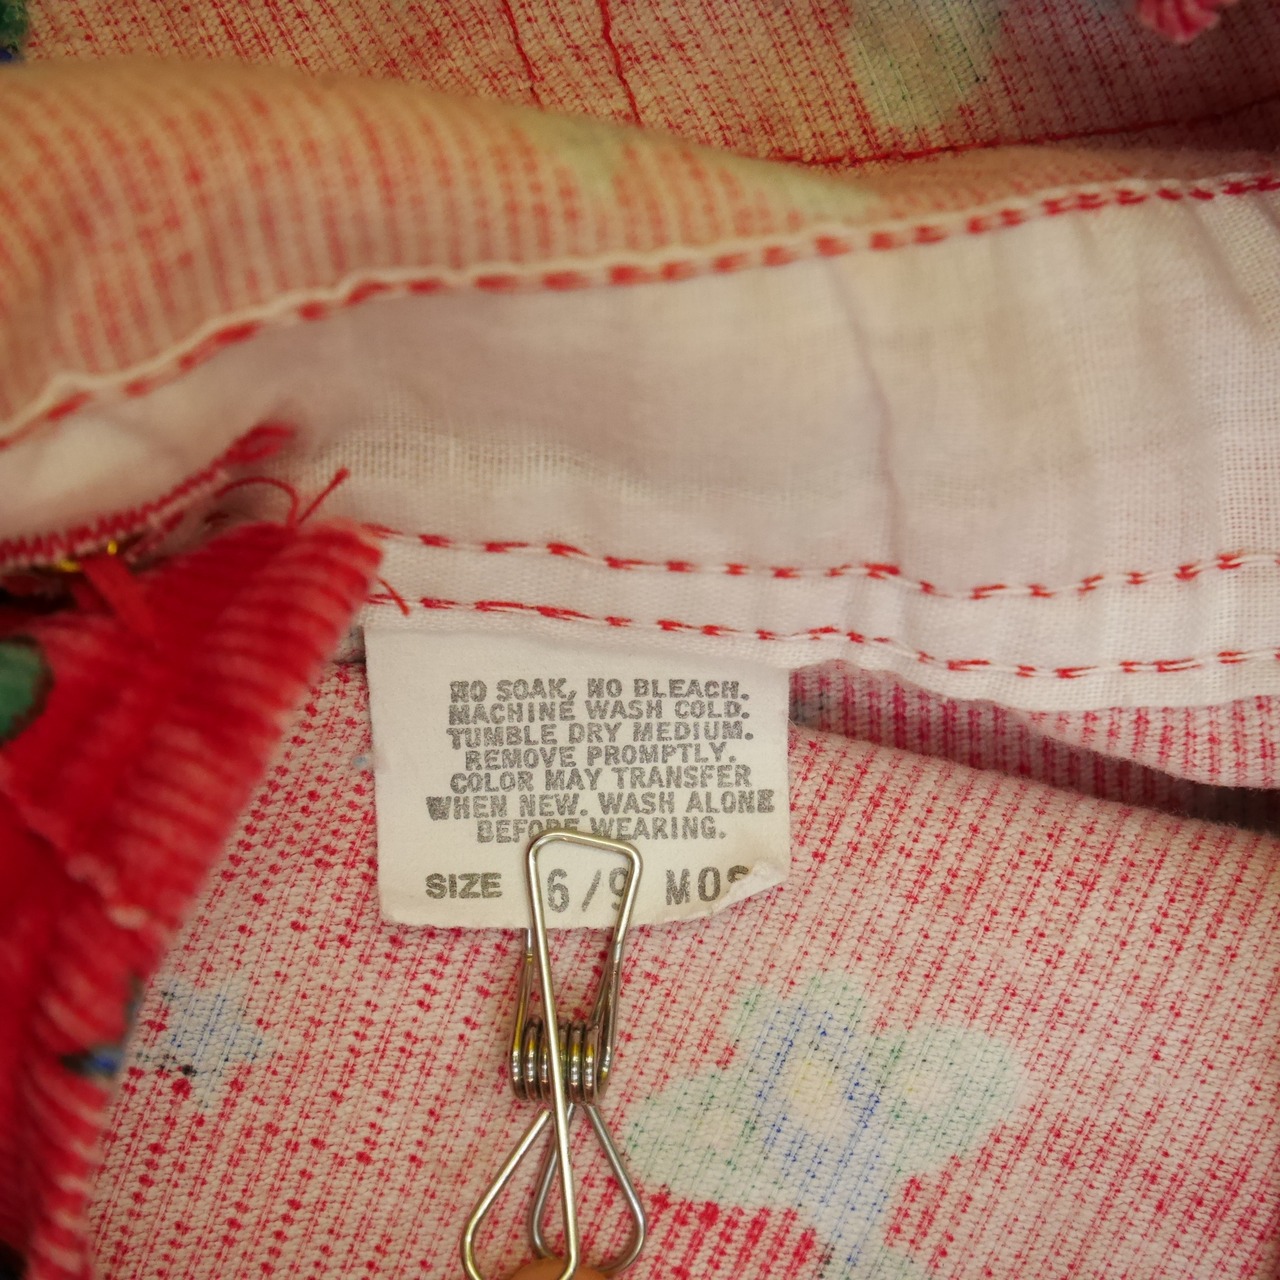 NO SOAK, NO BLEACH.
MACHINE WASH COLD.
TUMBLE DRY MEDIUM.
REMOVE PROMPTLY.
COLOR MAY TRANSFER
WHEN NEW. WASH ALONE
BEFORE WEARING.
SIZE 6/9 MOS